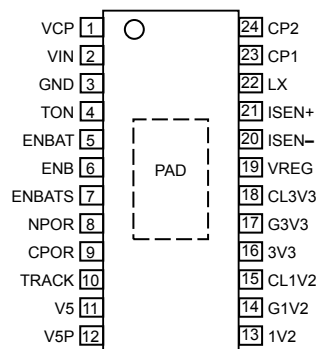 VCP 1 24 CP2
VIN 2 23 CP1
GND 3 22 LX
TON 4 21 ISEN+
ENBAT 5 20 ISEN–
ENB 6 PAD 19 VREG
ENBATS 7 18 CL3V3
NPOR 8 17 G3V3
CPOR 9 16 3V3
TRACK 10 15 CL1V2
V5 11 14 G1V2
V5P 12 13 1V2